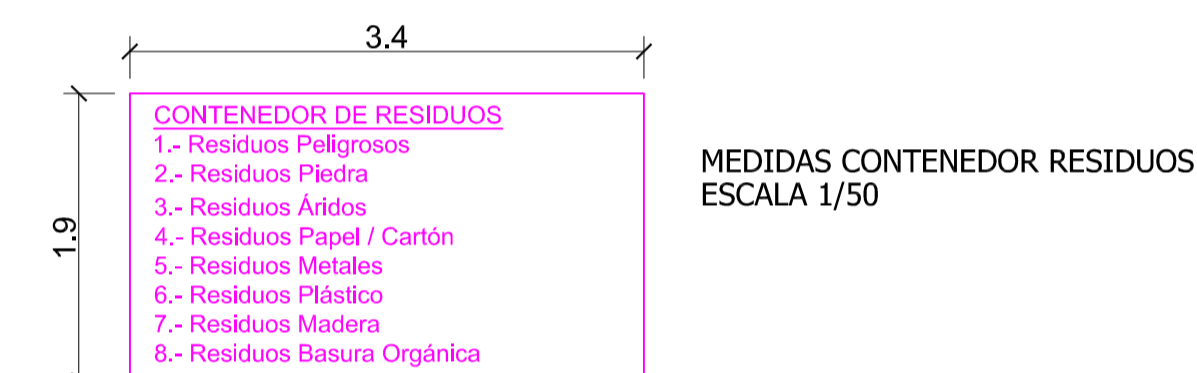 3.4
1.9
CONTENEDOR DE RESIDUOS
1.- Residuos Peligrosos
2.- Residuos Piedra
3.- Residuos Áridos
4.- Residuos Papel / Cartón
5.- Residuos Metales
6.- Residuos Plástico
7.- Residuos Madera
8.- Residuos Basura Orgánica
MEDIDAS CONTENEDOR RESIDUOS
ESCALA 1/50